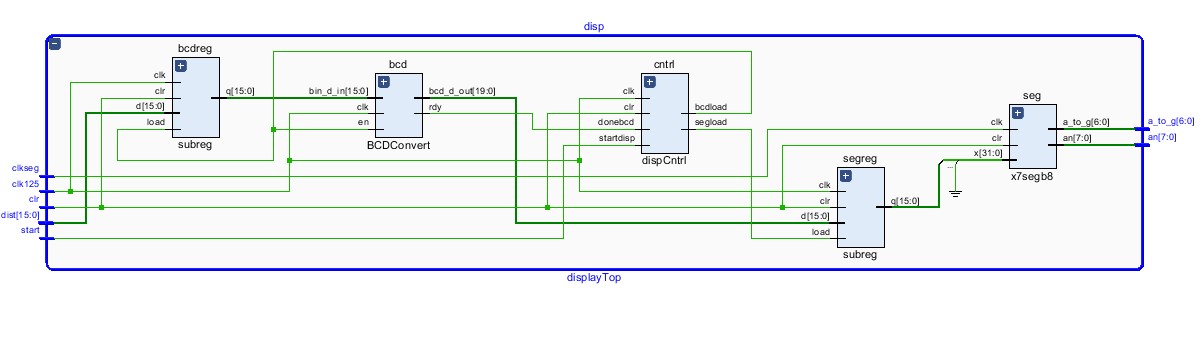 disp
bcdreg
clk
clr
d[15:0]
load
q[15:0]
subreg
bcd
bin_d_in[15:0]
clk
en
bcd_d_out[19:0]
rdy
BCDConvert
cntrl
clk
clr
donebcd
startdisp
bcdload
segload
dispCntrl
seg
clk
clr
x[31:0]
a_to_g[6:0]
an[7:0]
x7segb8
a_to_g[6:0]
an[7:0]
...
segreg
clk
clr
d[15:0]
load
q[15:0]
subreg
clkseg
clk125
clr
dist[15:0]
start
displayTop